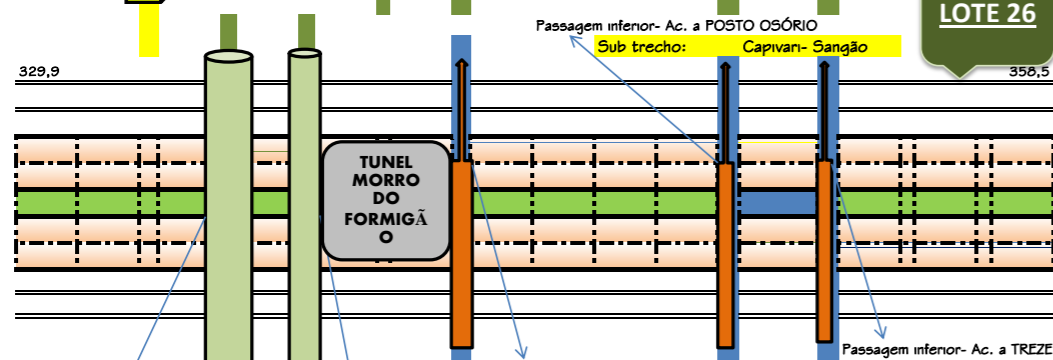 LOTE 26
Passagem inferior- Ac. a POSTO OSÓRIO
Sub trecho: Capivari- Sangão
329,9
358,5
TUNEL
MORRO
DO
FORMIGÃ
O
Passagem inferior- Ac. a TREZE